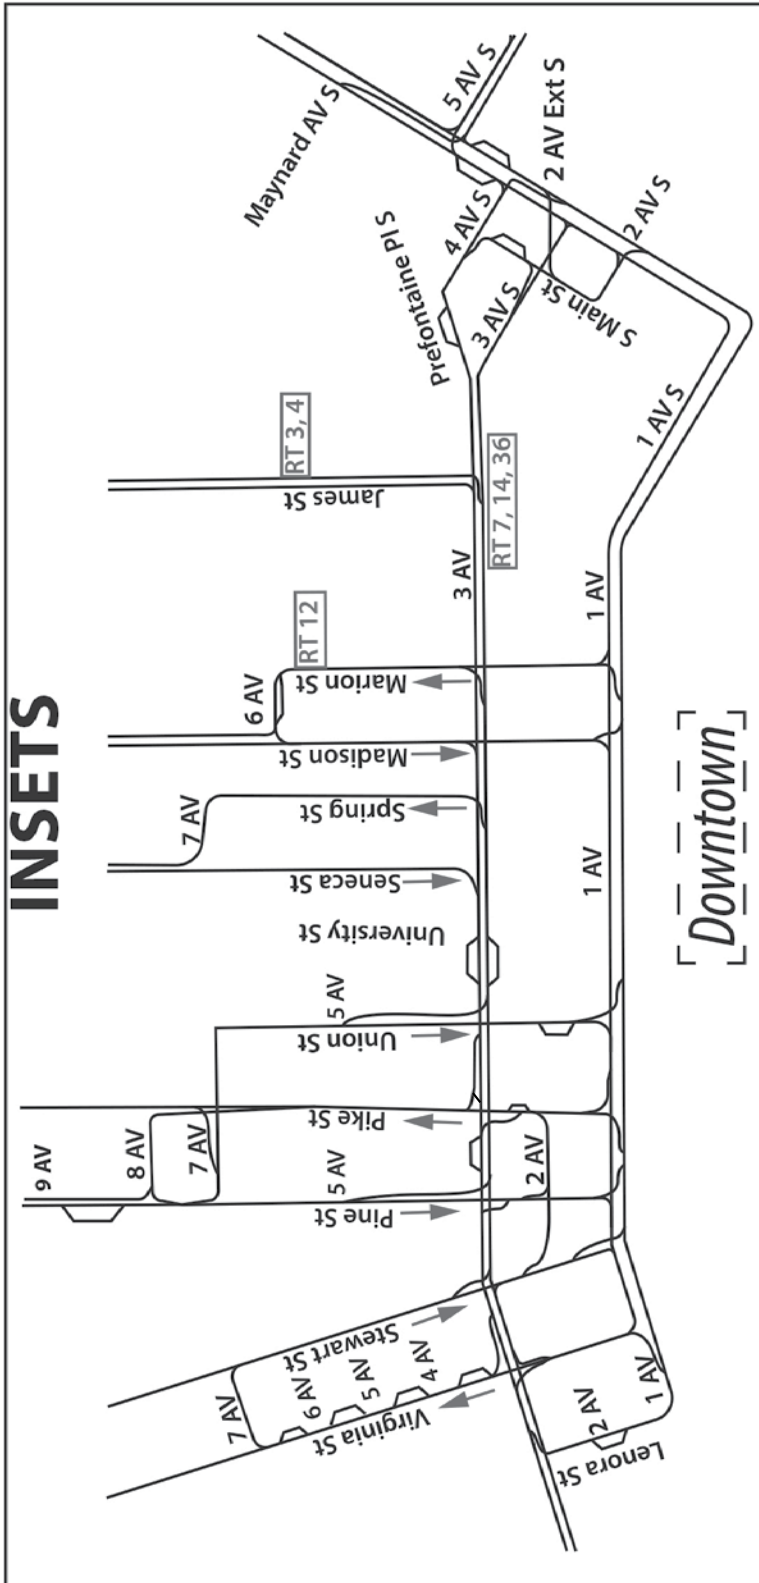 INSETS
Maynard AV S
5 AV S
2 AV Ext S
4 AV S
2 AV S
Prefontaine Pl S
3 AV S
S Main St
1 AV S
RT 3, 4
James St
RT 7, 14, 36
3 AV
1 AV
RT 12
6 AV
Marion St
Madison St
7 AV
Spring St
Seneca St
1 AV
University St
5 AV
Union St
Pike St
9 AV
8 AV
7 AV
5 AV
2 AV
Pine St
Stewart St
7 AV
6 AV
5 AV
4 AV
Virginia St
2 AV
1 AV
Lenora St
Downtown